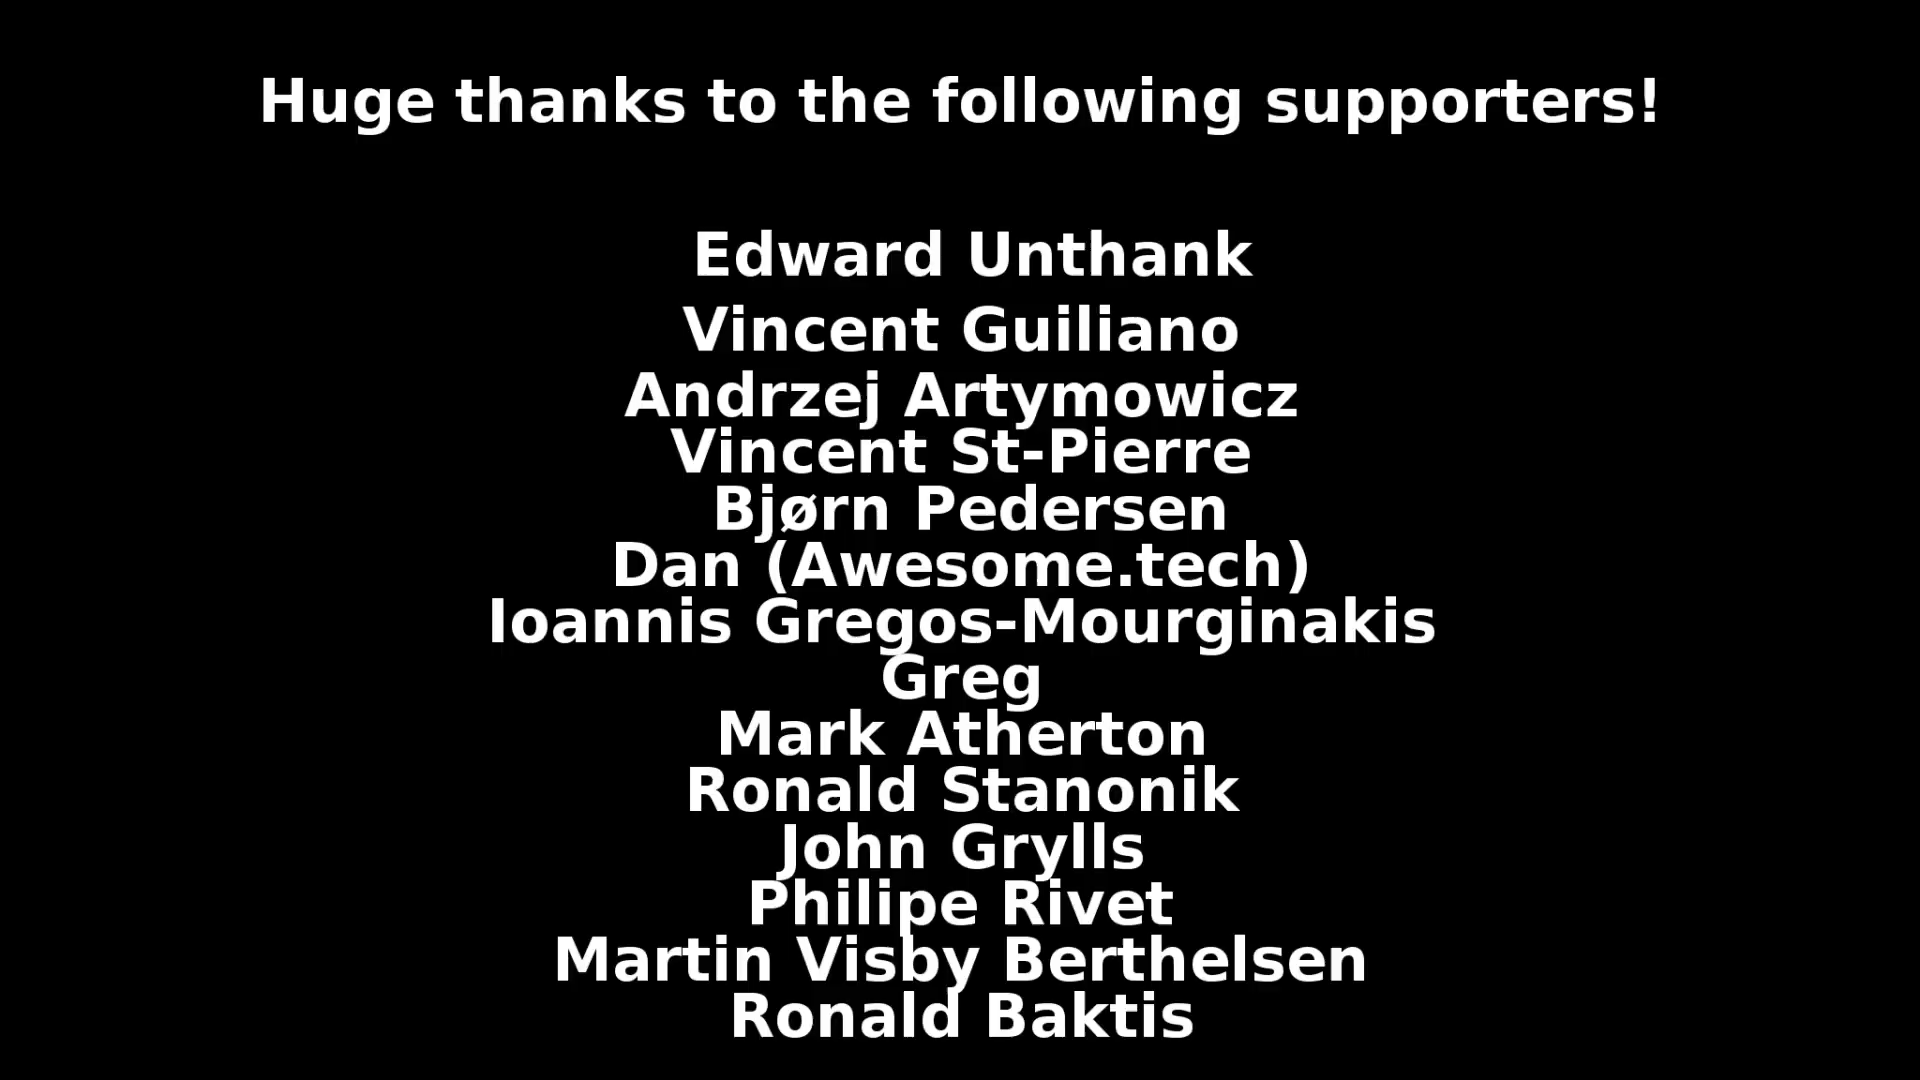 Huge thanks to the following supporters!
Edward Unthank
Vincent Guiliano
Andrzej Artymowicz
Vincent St-Pierre
Bjørn Pedersen
Dan (Awesome.tech)
Ioannis Gregos-Mourginakis
Greg
Mark Atherton
Ronald Stanonik
John Grylls
Philipe Rivet
Martin Visby Berthelsen
Ronald Baktis